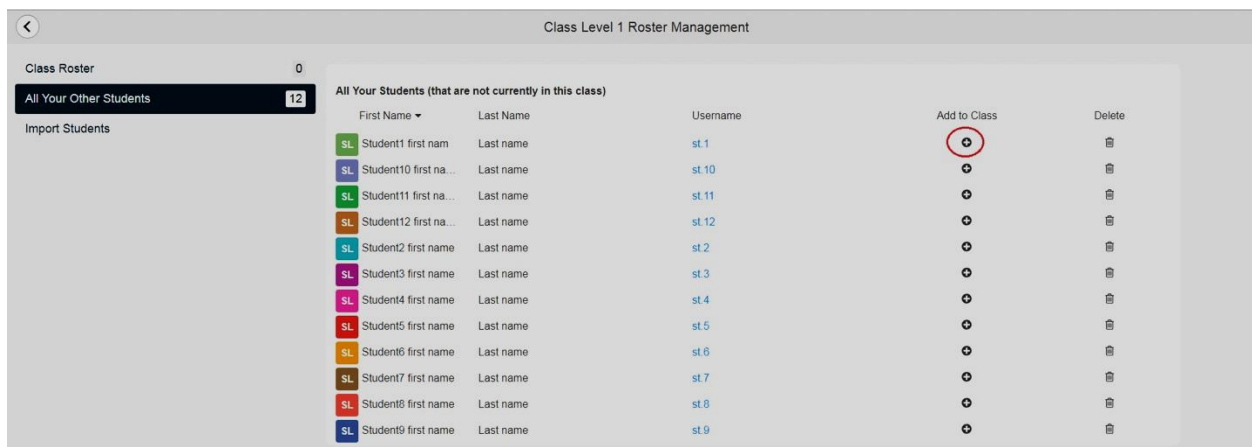 Class Level 1 Roster Management
Class Roster 0
All Your Other Students 12
Import Students
All Your Students (that are not currently in this class)
First Name Last Name Username Add to Class Delete
SL Student1 first nam Last name st.1
SL Student10 first na... Last name st.10
SL Student11 first na... Last name st.11
SL Student12 first na... Last name st.12
SL Student2 first name Last name st.2
SL Student3 first name Last name st.3
SL Student4 first name Last name st.4
SL Student5 first name Last name st.5
SL Student6 first name Last name st.6
SL Student7 first name Last name st.7
SL Student8 first name Last name st.8
SL Student9 first name Last name st.9